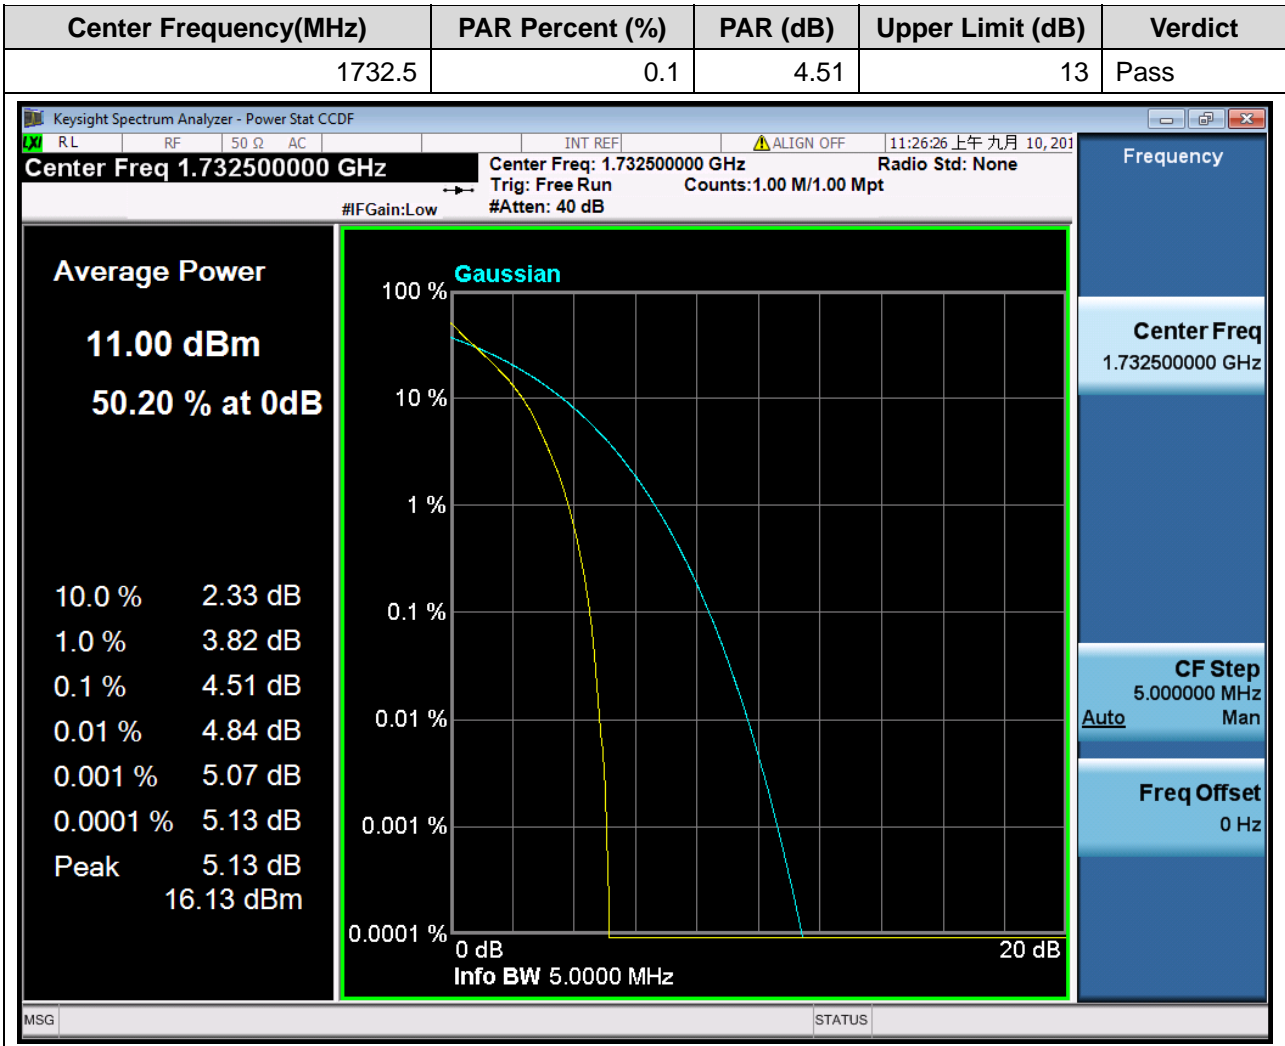 Center Frequency(MHz) PAR Percent (%) PAR (dB) Upper Limit (dB) Verdict
1732.5 0.1 4.51 13 Pass
Keysight Spectrum Analyzer - Power Stat CCDF
LXI RL RF 50 Ω AC INT REF ALIGN OFF 11:26:26 上午 九月 10, 201
Center Freq 1.732500000 GHz
Center Freq: 1.732500000 GHz Radio Std: None
Trig: Free Run Counts:1.00 M/1.00 Mpt
#IFGain:Low #Atten: 40 dB
Frequency
Average Power
11.00 dBm
50.20 % at 0dB
10.0 % 2.33 dB
1.0 % 3.82 dB
0.1 % 4.51 dB
0.01 % 4.84 dB
0.001 % 5.07 dB
0.0001 % 5.13 dB
Peak 5.13 dB
16.13 dBm
Gaussian
100 %
10 %
1 %
0.1 %
0.01 %
0.001 %
0.0001 %
0 dB 20 dB
Info BW 5.0000 MHz
Center Freq
1.732500000 GHz
CF Step
5.000000 MHz
Auto Man
Freq Offset
0 Hz
MSG STATUS